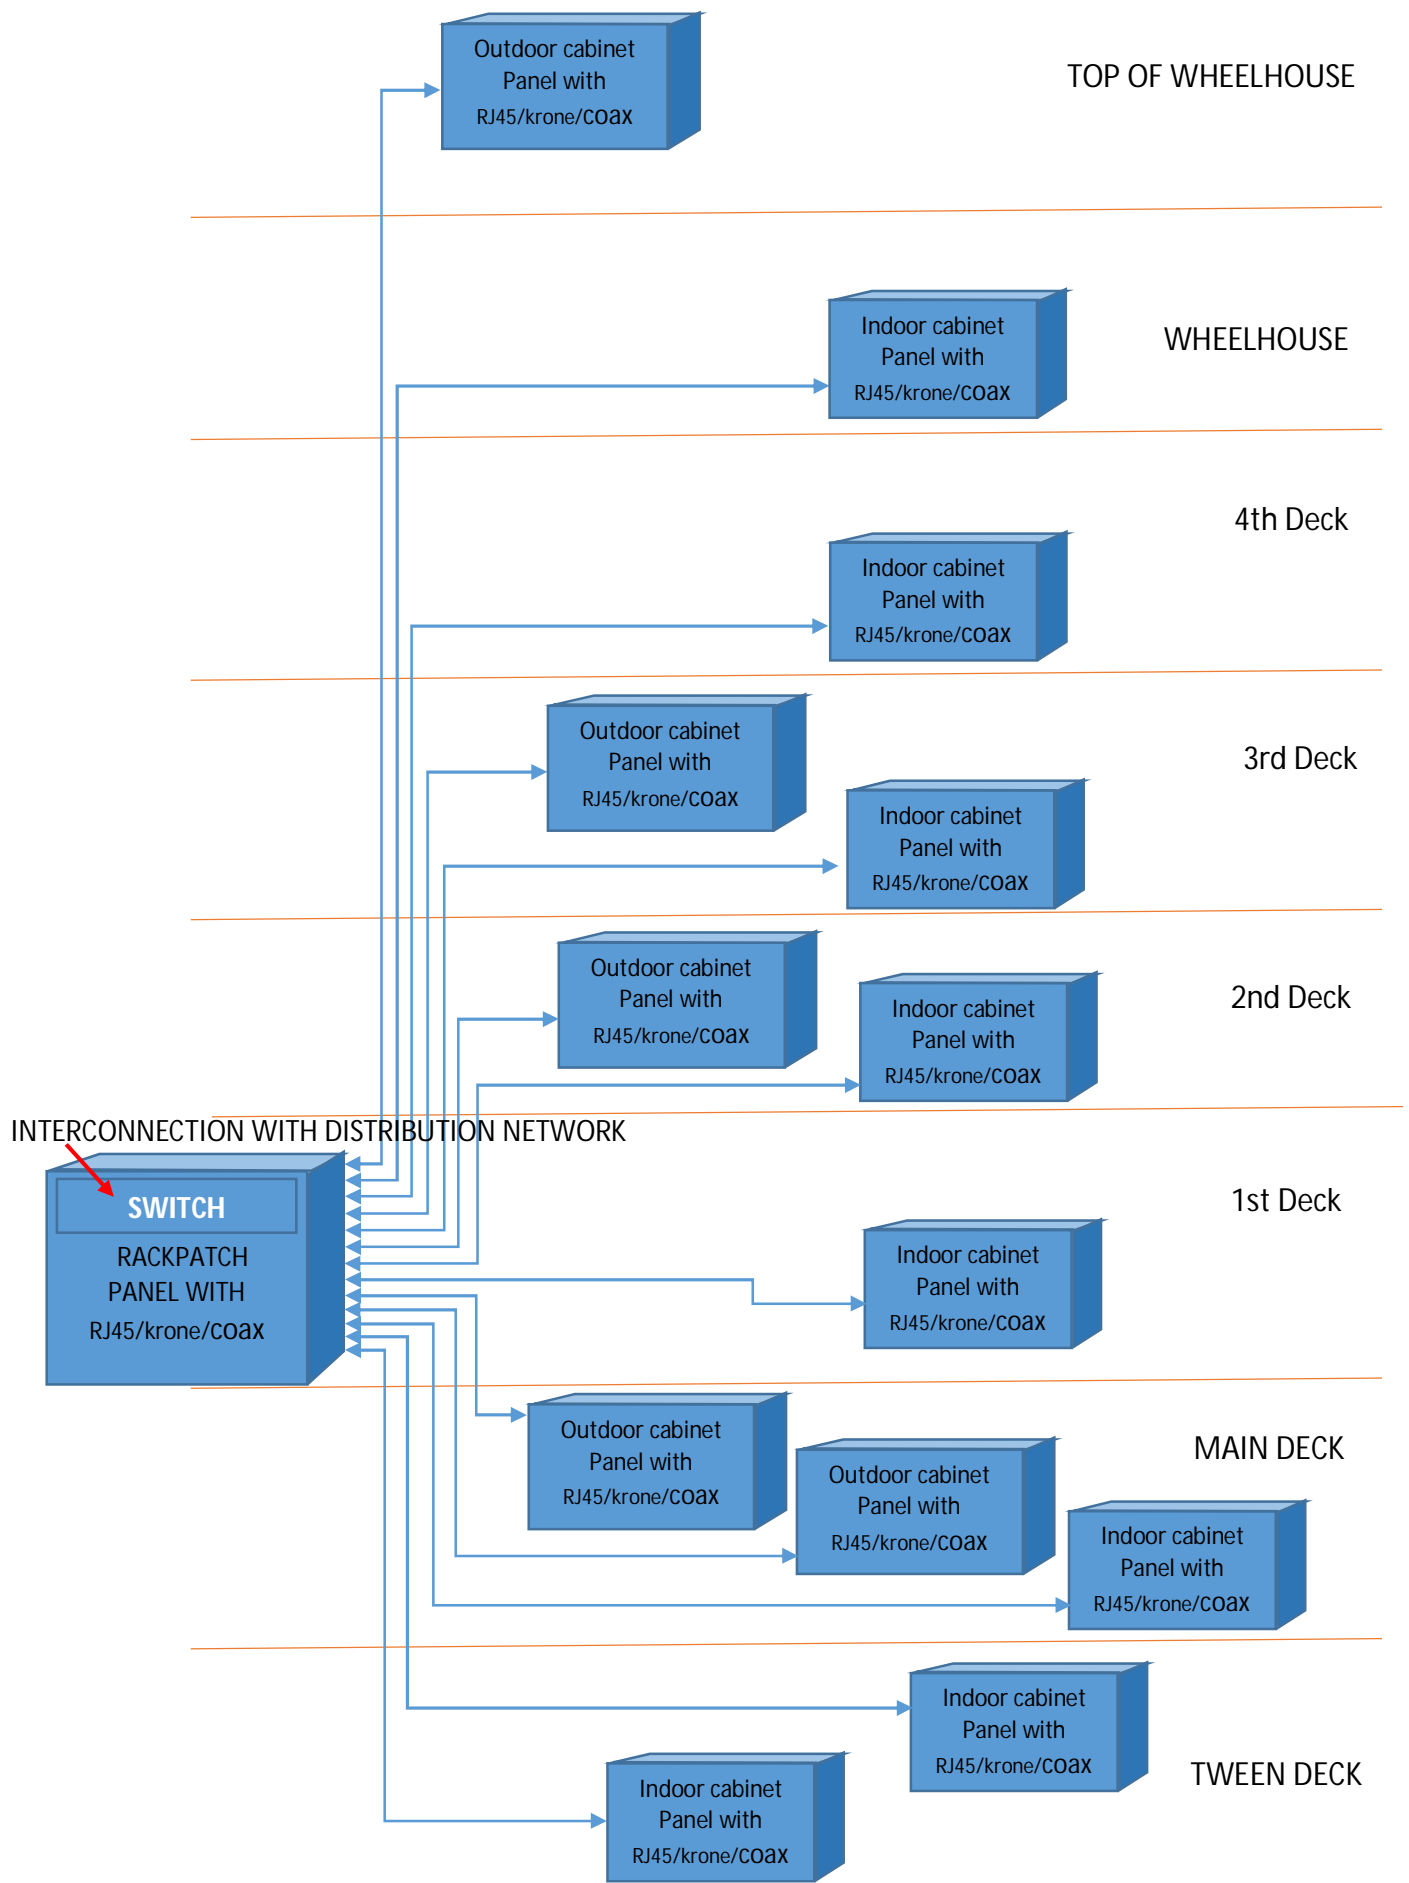 Outdoor cabinet
Panel with
RJ45/krone/coax
TOP OF WHEELHOUSE
Indoor cabinet
Panel with
RJ45/krone/coax
WHEELHOUSE
4th Deck
Indoor cabinet
Panel with
RJ45/krone/coax
Outdoor cabinet
Panel with
RJ45/krone/coax
3rd Deck
Indoor cabinet
Panel with
RJ45/krone/coax
Outdoor cabinet
Panel with
RJ45/krone/coax
Indoor cabinet
Panel with
RJ45/krone/coax
2nd Deck
INTERCONNECTION WITH DISTRIBUTION NETWORK
SWITCH
RACKPATCH
PANEL WITH
RJ45/krone/coax
1st Deck
Indoor cabinet
Panel with
RJ45/krone/coax
Outdoor cabinet
Panel with
RJ45/krone/coax
Outdoor cabinet
Panel with
RJ45/krone/coax
MAIN DECK
Indoor cabinet
Panel with
RJ45/krone/coax
Indoor cabinet
Panel with
RJ45/krone/coax
TWEEN DECK
Indoor cabinet
Panel with
RJ45/krone/coax